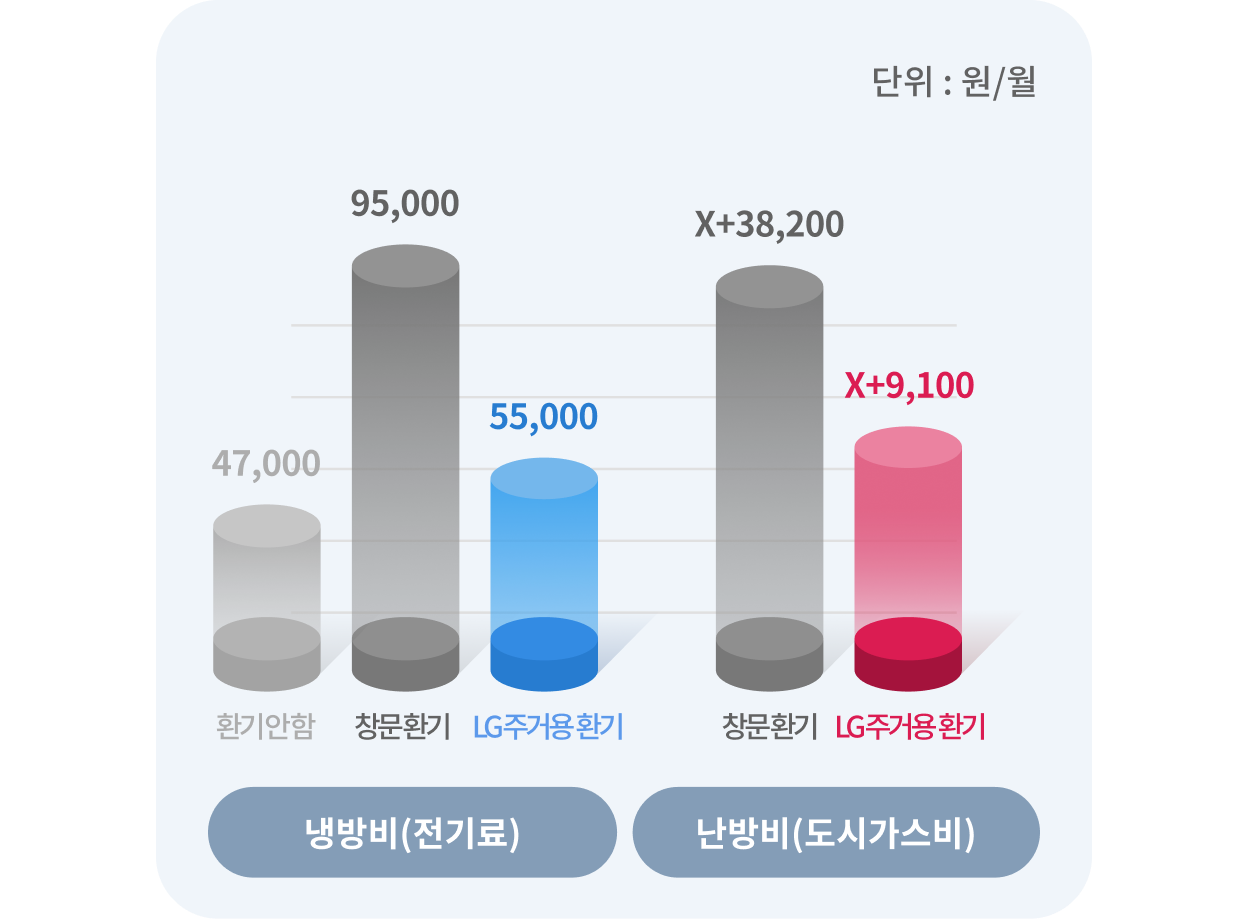 단위 : 원/월
95,000
X+38,200
X+9,100
55,000
47,000
환기안함
창문환기
LG주거용환기
창문환기
LG주거용환기
냉방비(전기료)
난방비(도시가스비)